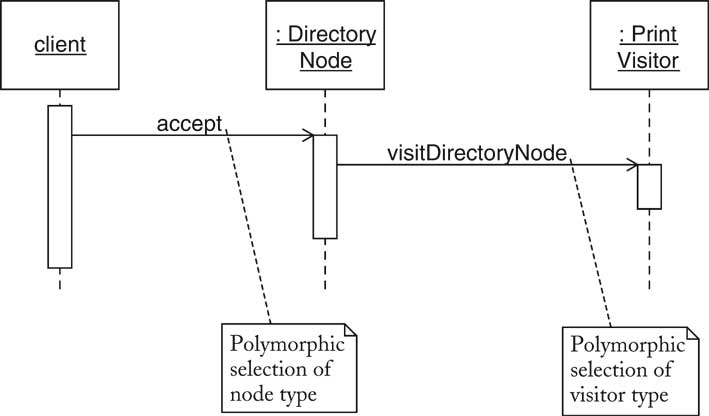 client
: Directory
Node
: Print
Visitor
accept
visitDirectoryNode
Polymorphic
selection of
node type
Polymorphic
selection of
visitor type